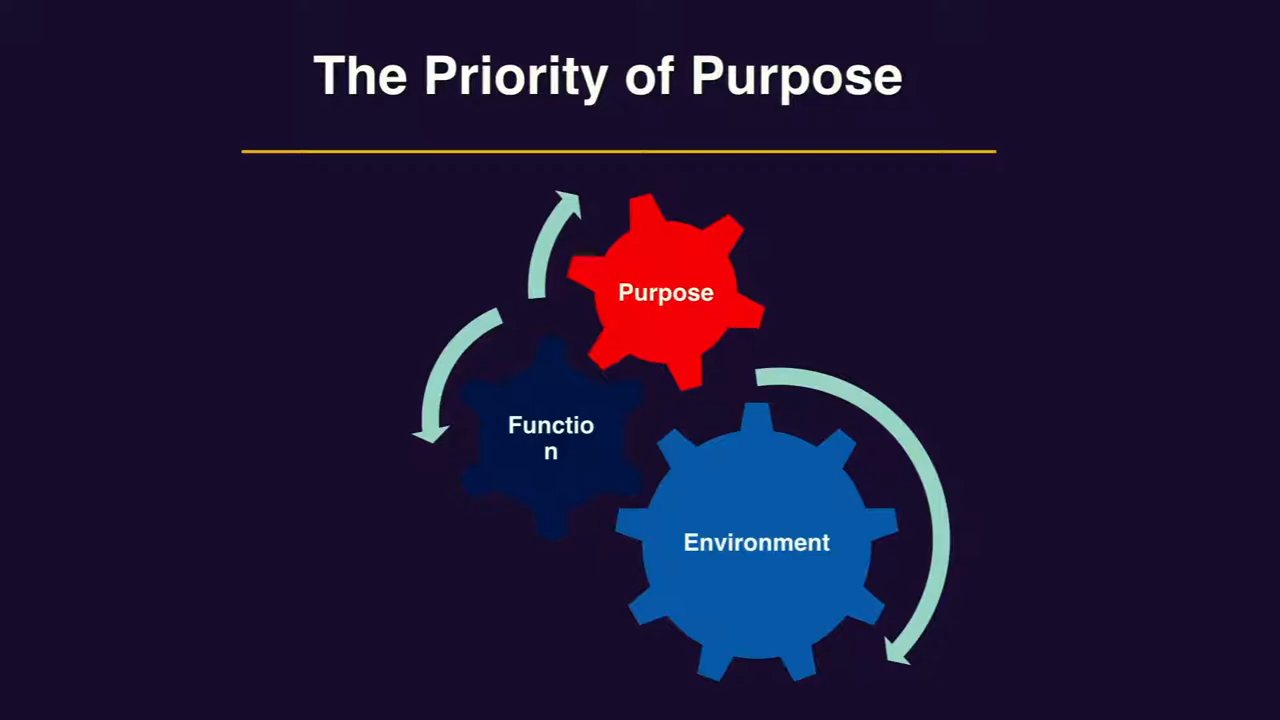 The Priority of Purpose
Purpose
Functio
n
Environment